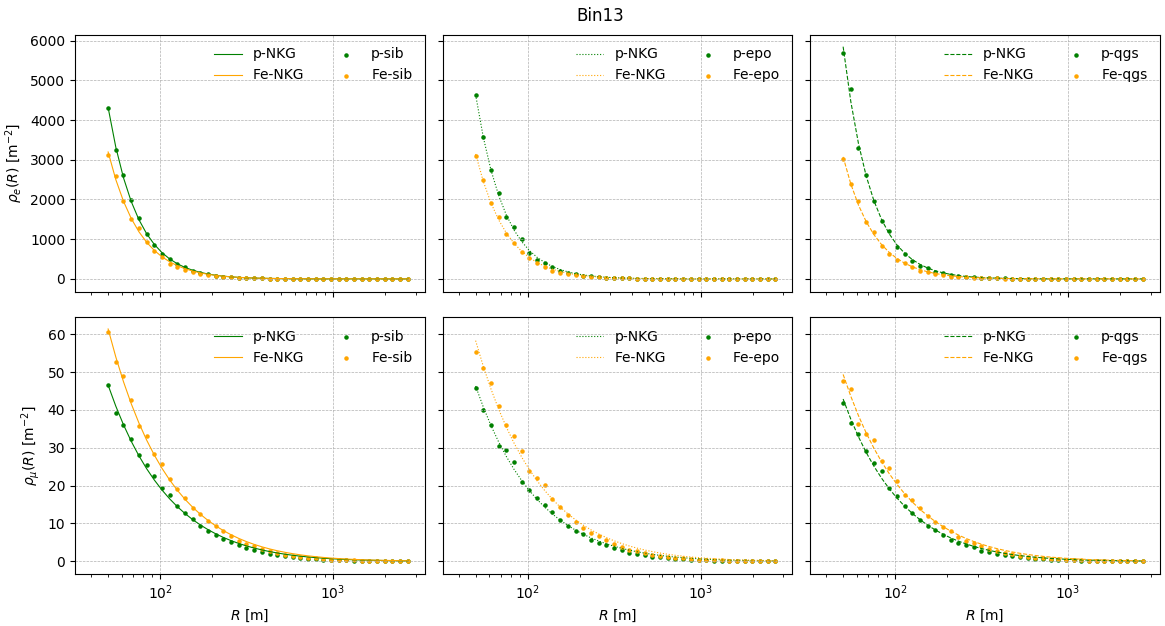 Bin13
p-NKG p-sib
Fe-NKG Fe-sib
p-NKG p-epo
Fe-NKG Fe-epo
p-NKG p-qgs
Fe-NKG Fe-qgs
ρ_e(R) [m⁻²]
6000
5000
4000
3000
2000
1000
0
p-NKG p-sib
Fe-NKG Fe-sib
p-NKG p-epo
Fe-NKG Fe-epo
p-NKG p-qgs
Fe-NKG Fe-qgs
ρ_μ(R) [m⁻²]
60
50
40
30
20
10
0
10² 10³ 10² 10³ 10² 10³
R [m] R [m] R [m]